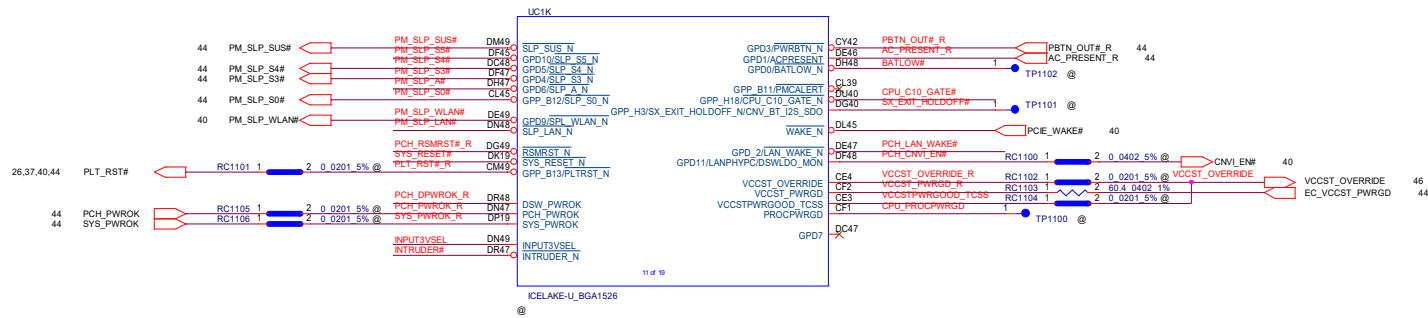 UC1K
44 PM_SLP_SUS# PM_SLP_SUS# DM49 SLP_SUS_N
PM_SLP_S5# DF45 GPD10/SLP_S5_N
44 PM_SLP_S4# PM_SLP_S4# DC48 GPD5/SLP_S4_N
44 PM_SLP_S3# PM_SLP_S3# DF47 GPD4/SLP_S3_N
PM_SLP_A# DH47 GPD6/SLP_A_N
44 PM_SLP_S0# CL45 GPP_B12/SLP_S0_N
40 PM_SLP_WLAN# PM_SLP_WLAN# DE49 GPD9/SPL_WLAN_N
PM_SLP_LAN# DN48 SLP_LAN_N
PCH_RSMRST#_R DG49 RSMRST_N
SYS_RESET# DK19 SYS_RESET_N
26,37,40,44 PLT_RST# RC1101 1 2 0_0201_5% @ PLT_RST#_R CM49 GPP_B13/PLTRST_N
PCH_DPWROK_R DR48 DSW_PWROK
44 PCH_PWROK RC1105 1 2 0_0201_5% @ PCH_PWROK_R DN47 PCH_PWROK
44 SYS_PWROK RC1106 1 2 0_0201_5% @ SYS_PWROK_R DP19 SYS_PWROK
INPUT3VSEL DN49 INPUT3VSEL
INTRUDER# DR47 INTRUDER_N
GPD3/PWRBTN_N CY42 PBTN_OUT#_R PBTN_OUT#_R 44
GPD1/ACPRESENT DE46 AC_PRESENT_R AC_PRESENT_R 44
GPD0/BATLOW_N DH48 BATLOW# 1 TP1102 @
GPP_B11/PMCALERT CL39
GPP_H18/CPU_C10_GATE_N DU40 CPU_C10_GATE#
GPP_H3/SX_EXIT_HOLDOFF_N/CNV_BT_I2S_SDO DG40 SX_EXIT_HOLDOFF# 1 TP1101 @
WAKE_N DL45 PCIE_WAKE# 40
GPD_2/LAN_WAKE_N DE47 PCH_LAN_WAKE#
GPD11/LANPHYPC/DSWLDO_MON DF48 PCH_CNVI_EN# RC1100 1 2 0_0402_5% CNVI_EN# 40
VCCST_OVERRIDE CE4 VCCST_OVERRIDE_R RC1102 1 2 0_0201_5% VCCST_OVERRIDE VCCST_OVERRIDE 46
VCCST_PWRGD CF2 VCCST_PWRGD_R RC1103 1 2 60.4_0402_1% EC_VCCST_PWRGD 44
VCCSTPWRGOOD_TCSS CE3 VCCSTPWRGOOD_TCSS RC1104 1 2 0_0201_5%
PROCPWRGD CF1 CPU_PROCPWRGD 1 TP1100 @
GPD7 DC47
11 of 19
ICELAKE-U_BGA1526
@